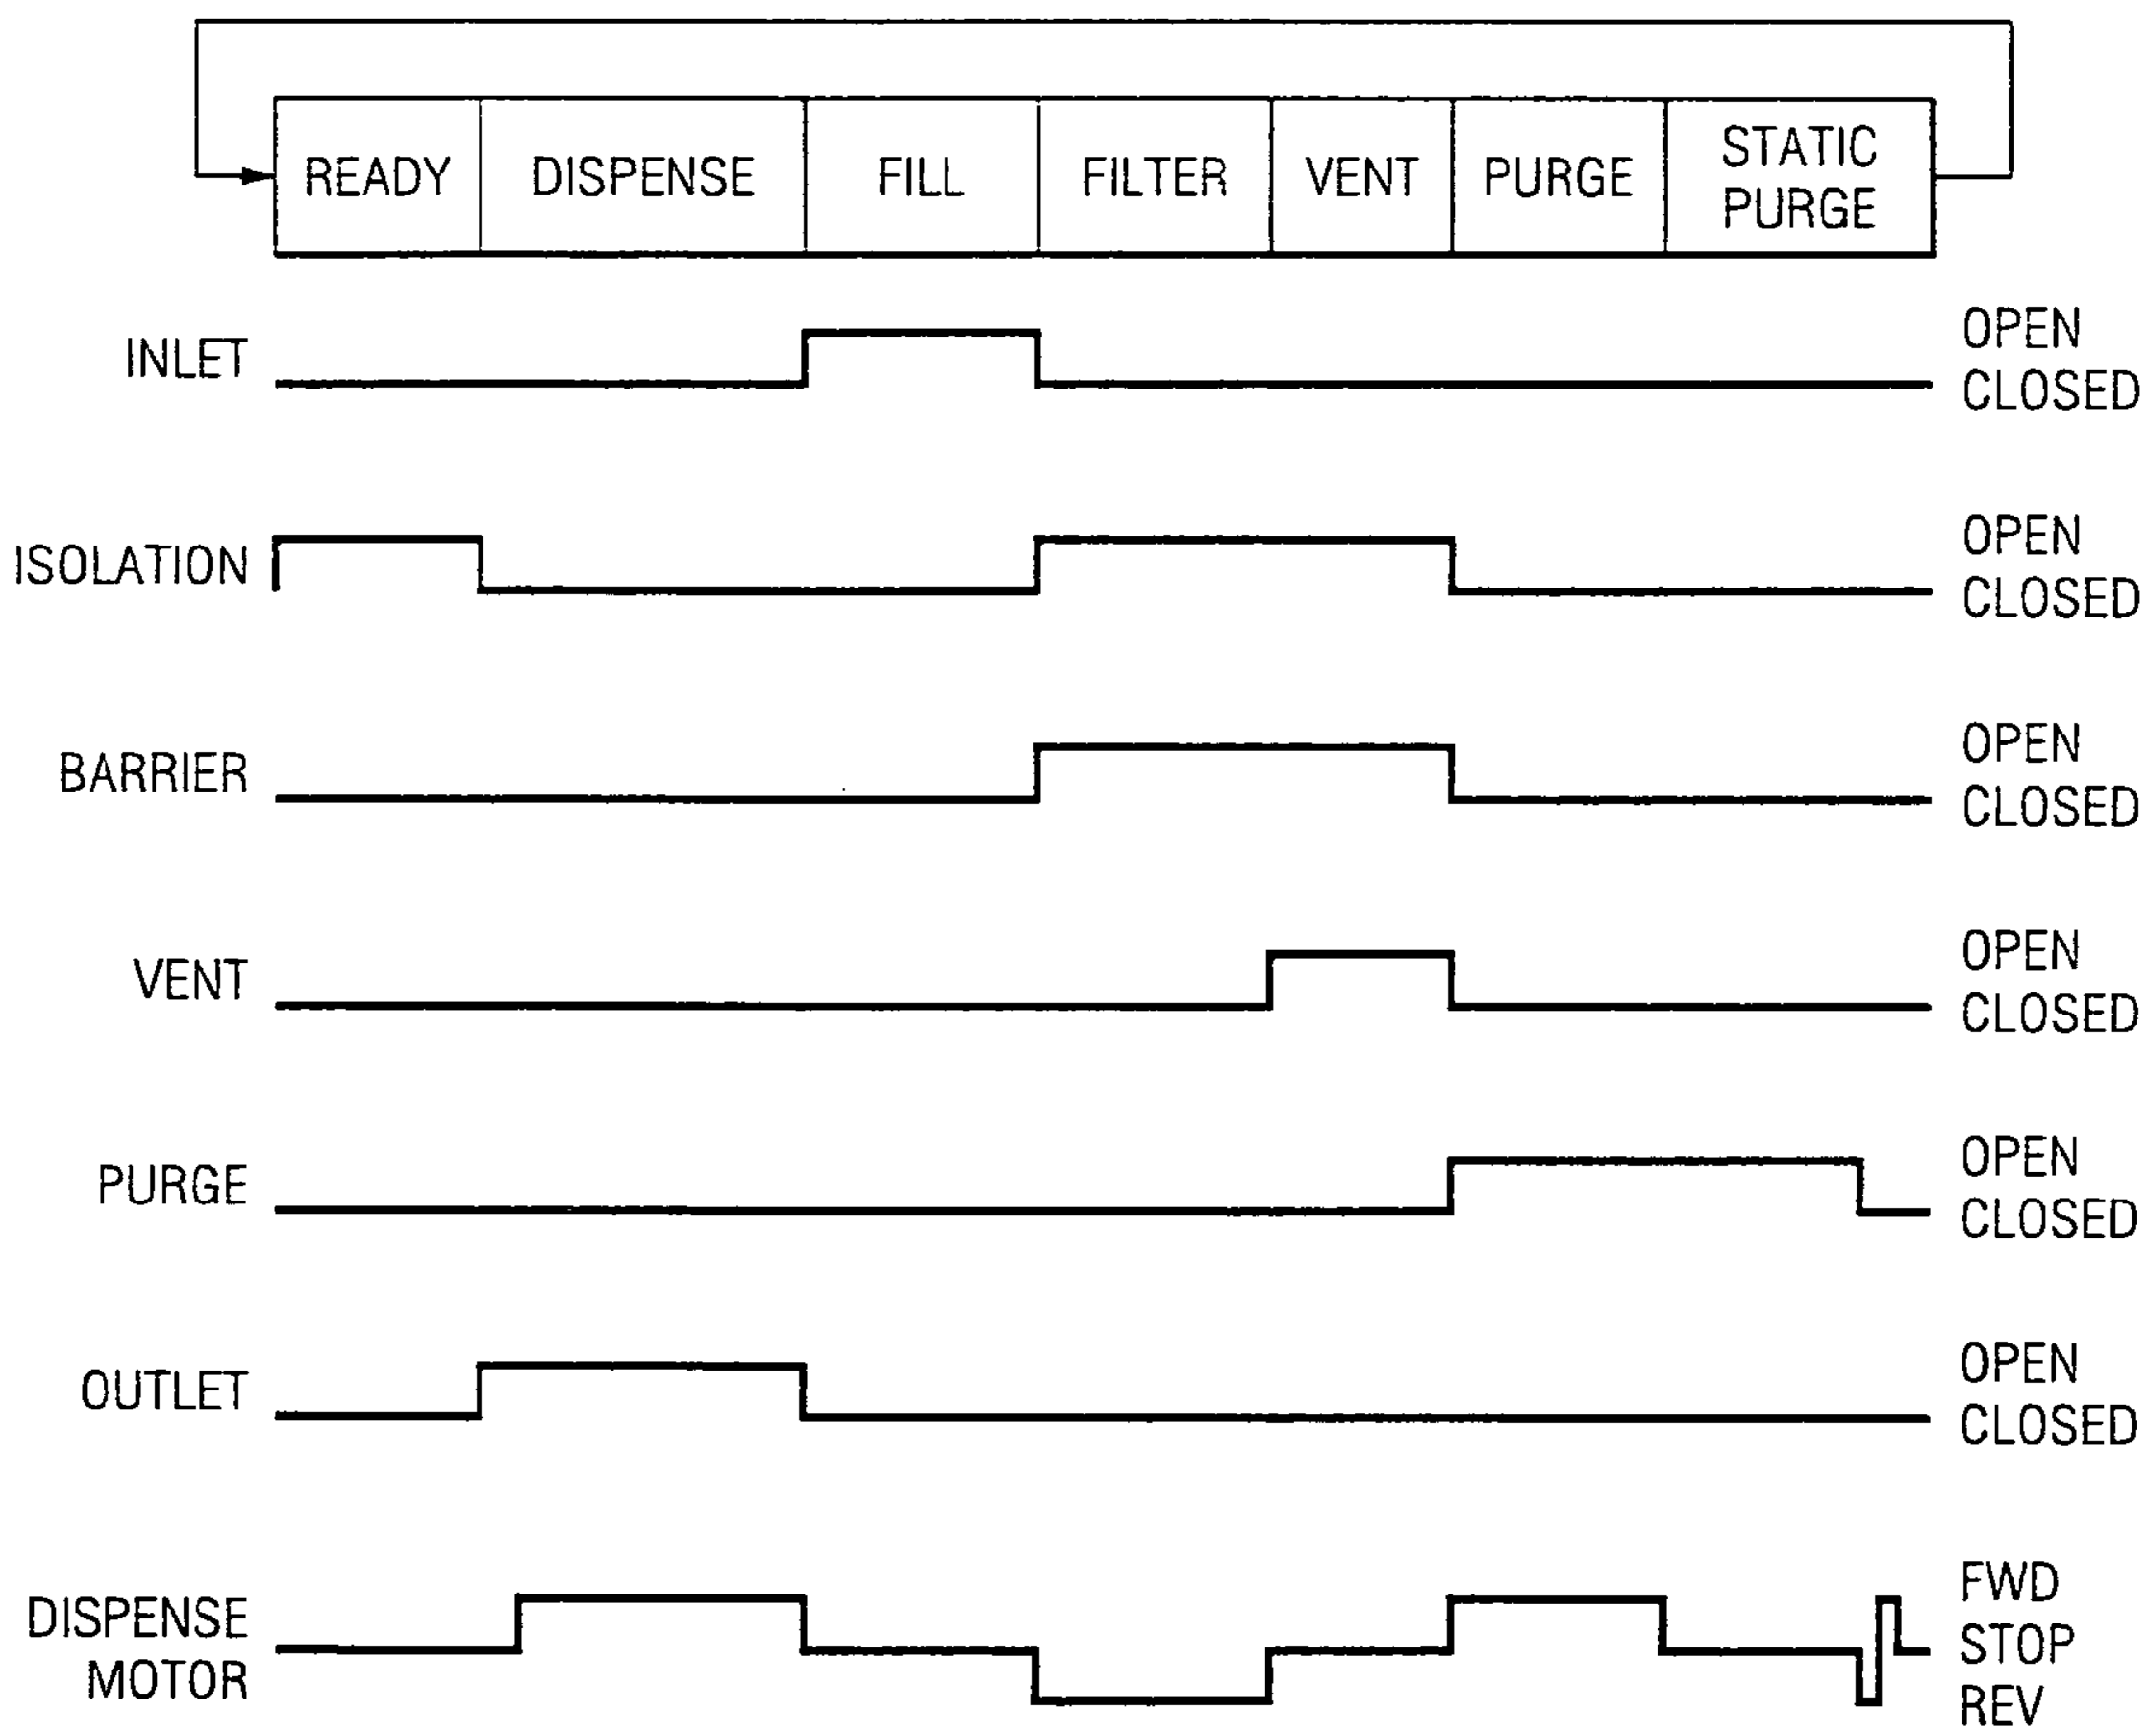 READY DISPENSE FILL FILTER VENT PURGE STATIC PURGE
INLET OPEN
CLOSED
ISOLATION OPEN
CLOSED
BARRIER OPEN
CLOSED
VENT OPEN
CLOSED
PURGE OPEN
CLOSED
OUTLET OPEN
CLOSED
DISPENSE MOTOR FWD
STOP
REV